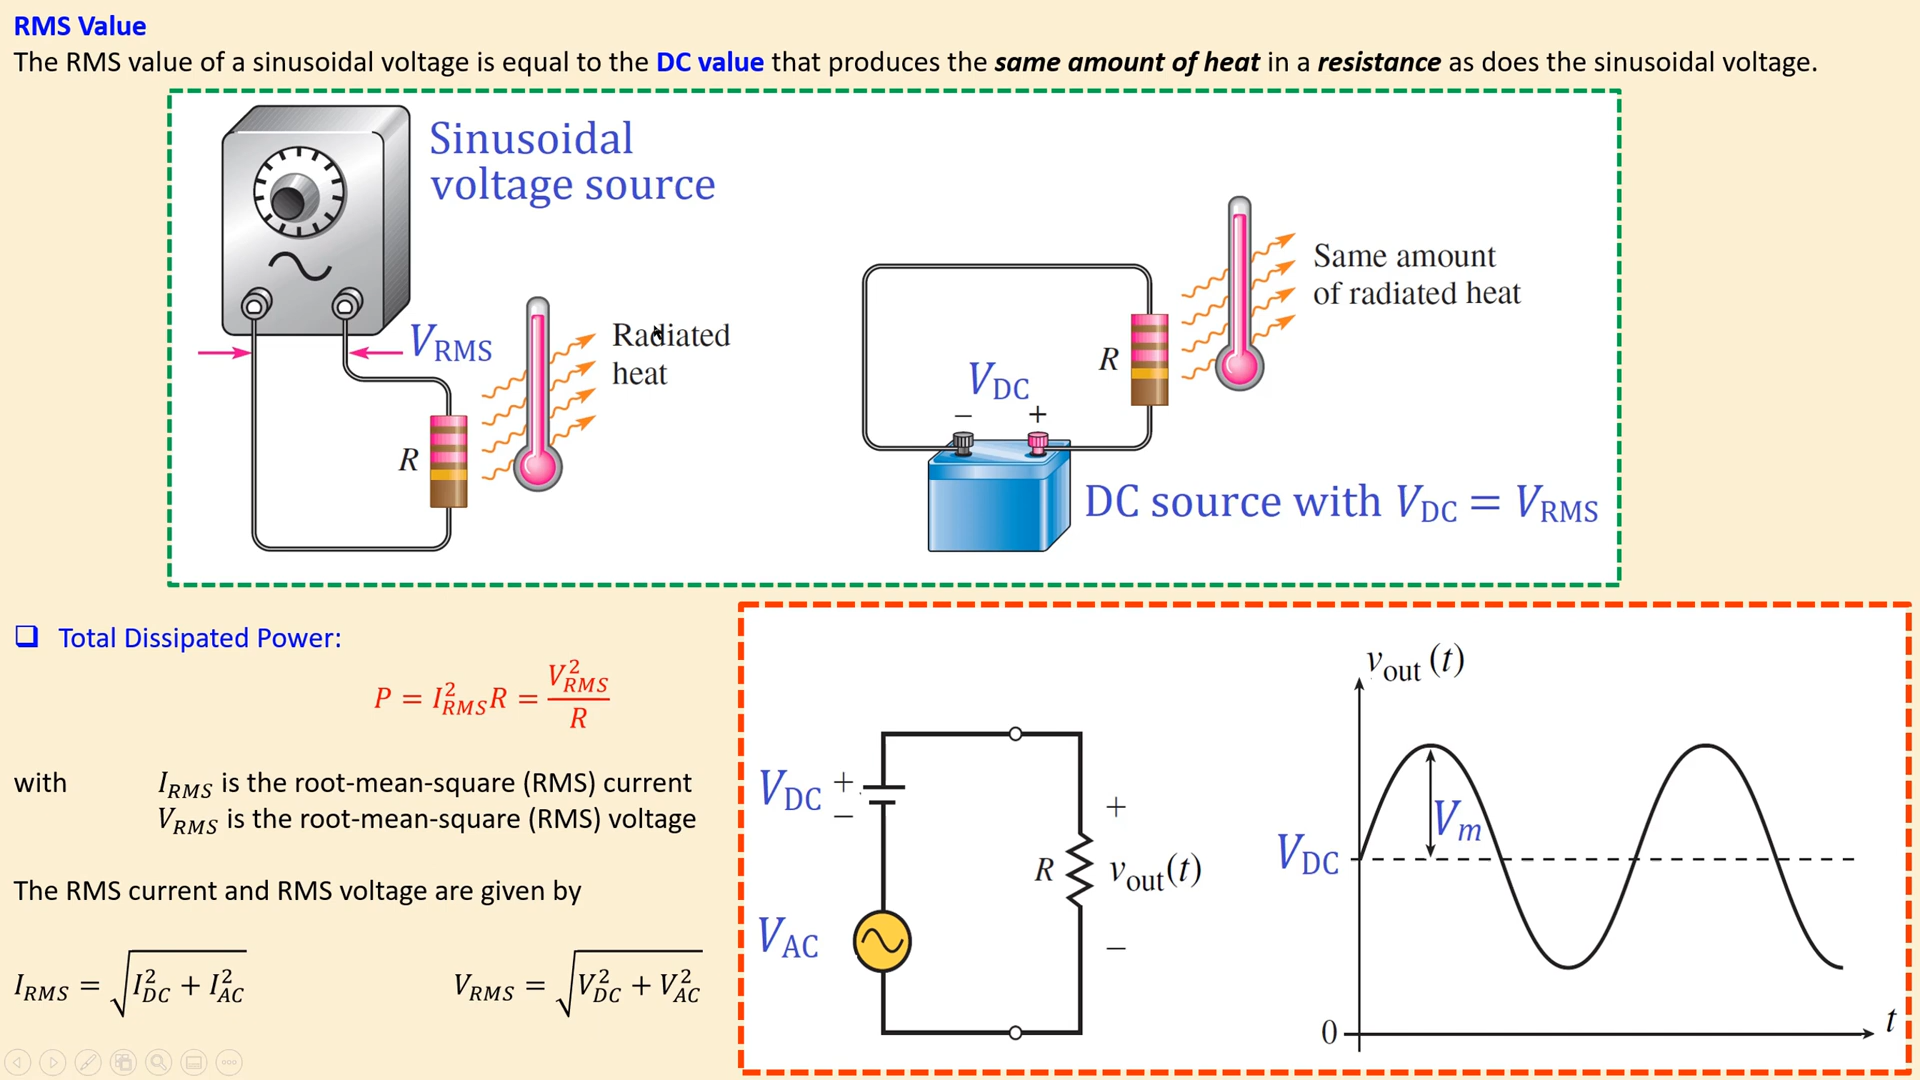 RMS Value
The RMS value of a sinusoidal voltage is equal to the DC value that produces the same amount of heat in a resistance as does the sinusoidal voltage.
Sinusoidal
voltage source
V_RMS
Radiated
heat
R
Same amount
of radiated heat
R
V_DC
− +
DC source with V_DC = V_RMS
❑ Total Dissipated Power:
P = I²_RMS R = V²_RMS / R
with I_RMS is the root-mean-square (RMS) current
V_RMS is the root-mean-square (RMS) voltage
The RMS current and RMS voltage are given by
I_RMS = √(I²_DC + I²_AC) V_RMS = √(V²_DC + V²_AC)
V_DC + −
V_AC
R
+
v_out(t)
−
v_out(t)
V_m
V_DC
0
t